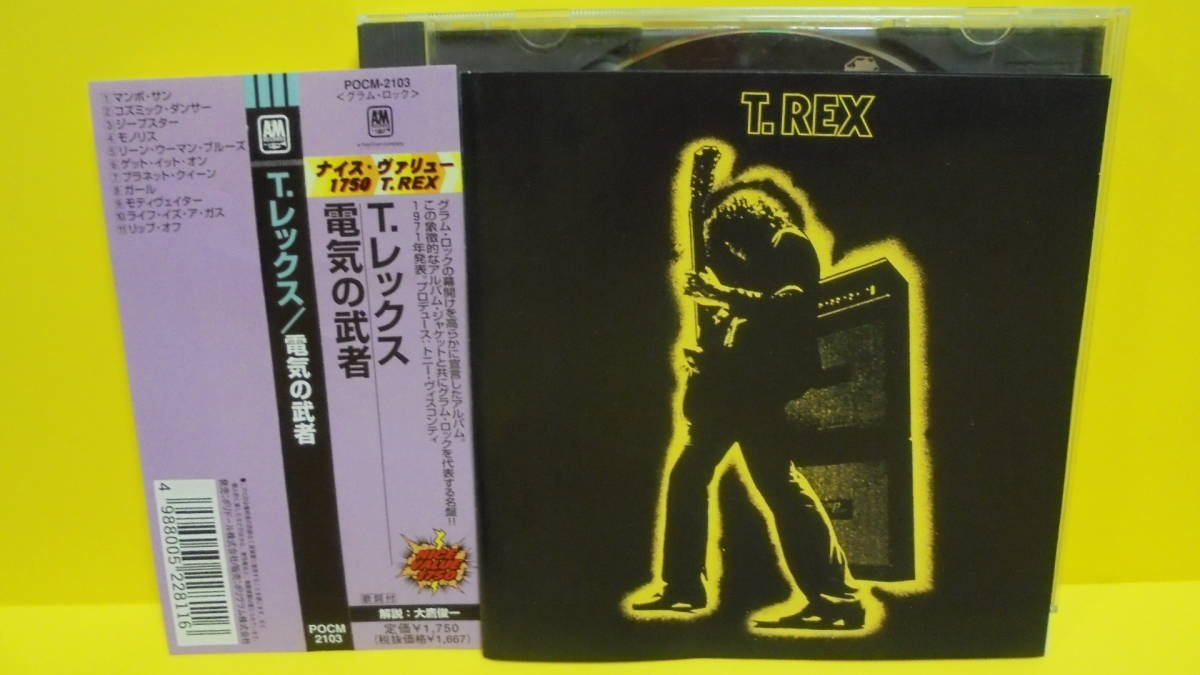 1 マンボ・サン
2 コズミック・ダンサー
3 ジープスター
4 モノリス
5 リーン・ウーマン・ブルーズ
6 ゲット・イット・オン
7 プラネット・クイーン
8 ガール
9 モティヴェイター
10 ライフ・イズ・ア・ガス
11 リップ・オフ
4 988005 228116
AM
T.レックス/電気の武者
POCM
2103
POCM-2103
<グラム・ロック>
AM
ナイス・ヴァリュー
1750 T.REX
T.レックス
電気の武者
グラム・ロックの幕開けを高らかに宣言したアルバム。
この象徴的なアルバム・ジャケットと共にグラム・ロックを代表する名盤!!
1971年発表。プロデュース:トニー・ヴィスコンティ
NICE
VALUE
1750
歌詞付
解説:大鷹俊一
定価¥1,750
(税抜価格¥1,667)
T.REX